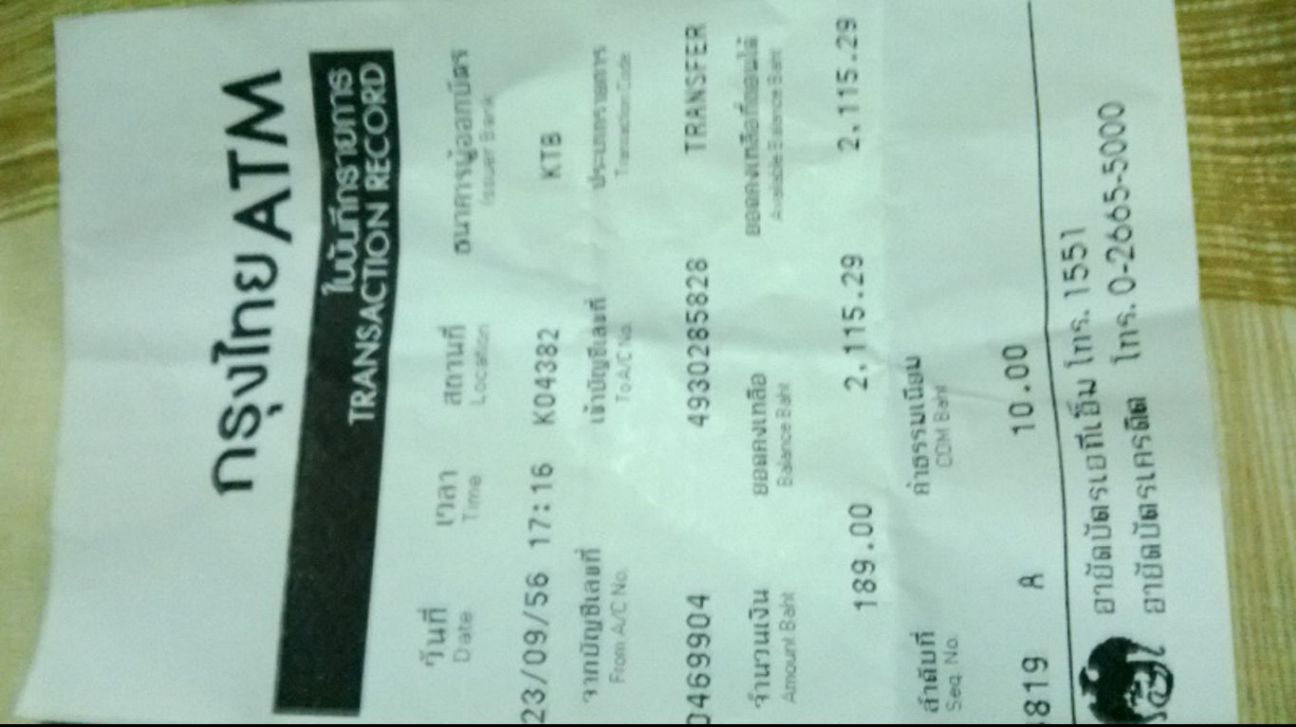 กรุงไทย ATM
ใบบันทึกรายการ
TRANSACTION RECORD
วันที่ เวลา สถานที่ ธนาคารผู้ออกบัตร
Date Time Location Issuer Bank
23/09/56 17:16 K04382 KTB
จากบัญชีเลขที่ เข้าบัญชีเลขที่ ประเภทรายการ
From A/C No. To A/C No. Transaction Code
0469904 4930285828 TRANSFER
จำนวนเงิน ยอดคงเหลือ ยอดคงเหลือที่ถอนได้
Amount Baht Balance Baht Available Balance Baht
189.00 2,115.29 2,115.29
ลำดับที่ ค่าธรรมเนียม
Seq. No. COM Baht
819 A 10.00
อายัดบัตรเอทีเอ็ม โทร. 1551
อายัดบัตรเครดิต โทร. 0-2665-5000